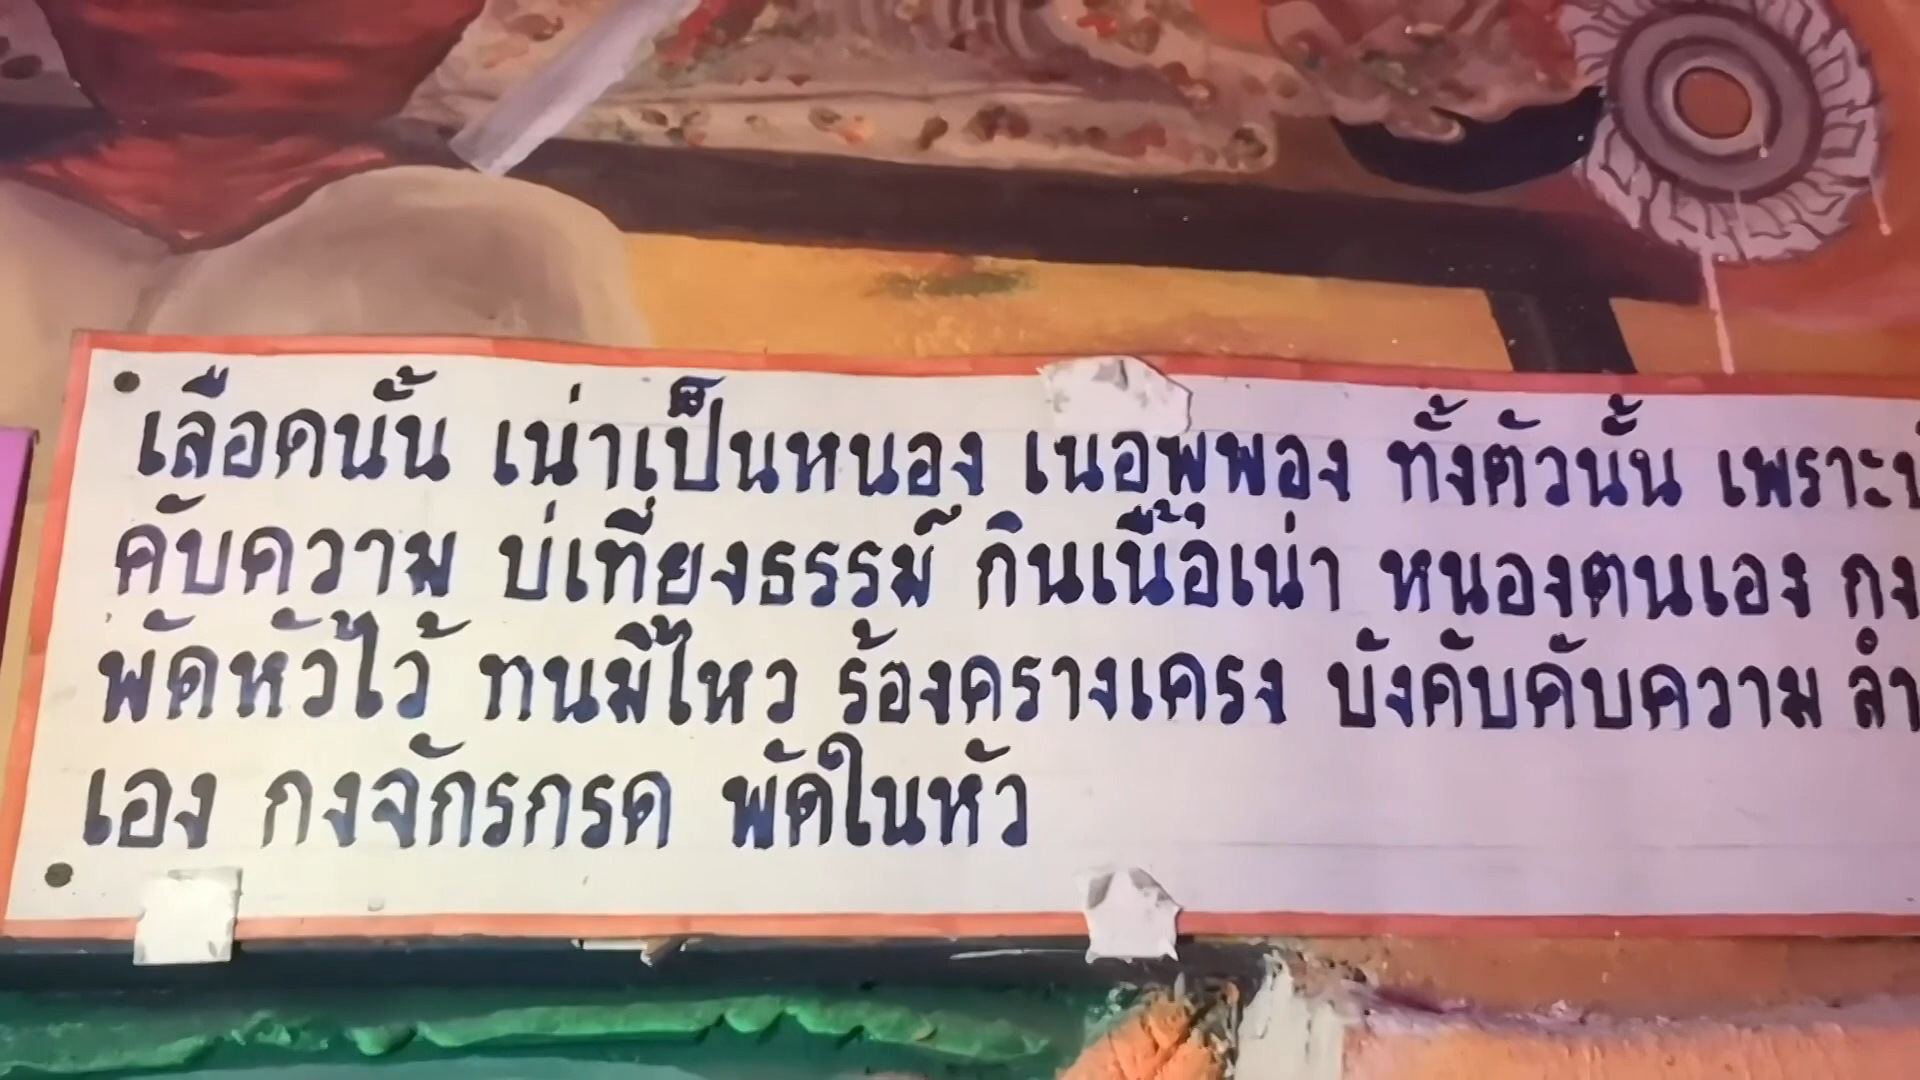 เลือดนั้น เน่าเป็นหนอง เนื้อพุพอง ทั้งตัวนั้น เพราะ
คับความ บ่เที่ยงธรรม์ กินเนื้อเน่า หนองตนเอง กง
พัดหัวไว้ ทนมิไหว ร้องครางเครง บังคับคับความ
เอง กงจักรกรด พัดในหัว